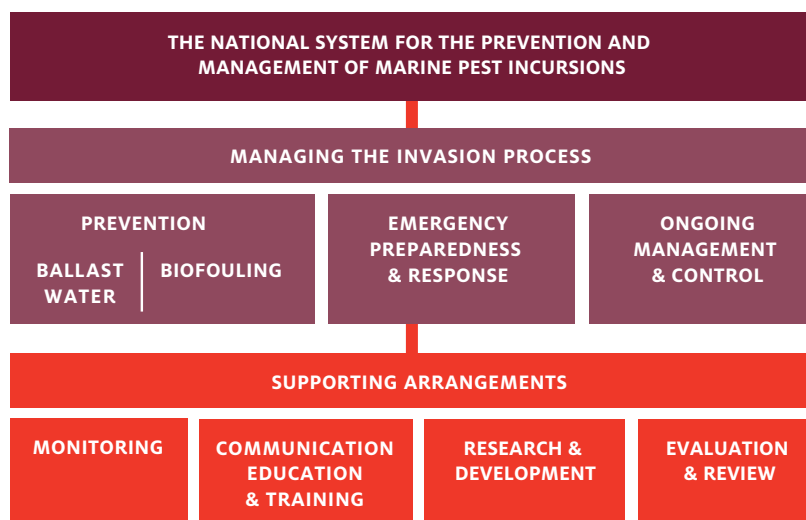 THE NATIONAL SYSTEM FOR THE PREVENTION AND
MANAGEMENT OF MARINE PEST INCURSIONS
MANAGING THE INVASION PROCESS
PREVENTION
BALLAST
WATER
BIOFOULING
EMERGENCY
PREPAREDNESS
& RESPONSE
ONGOING
MANAGEMENT
& CONTROL
SUPPORTING ARRANGEMENTS
MONITORING
COMMUNICATION
EDUCATION
& TRAINING
RESEARCH &
DEVELOPMENT
EVALUATION
& REVIEW